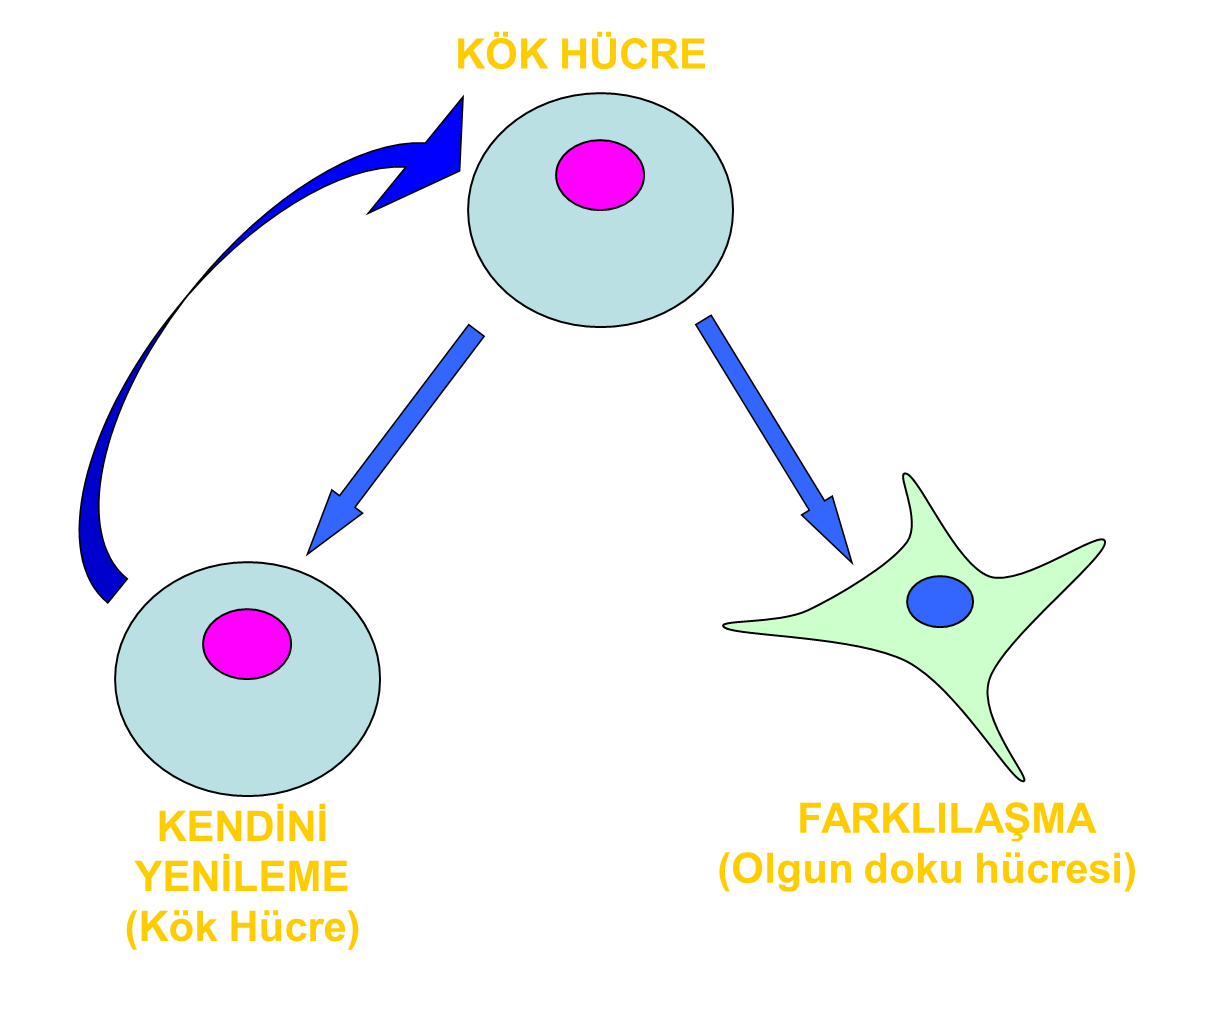 KÖK HÜCRE
KENDİNİ
YENİLEME
(Kök Hücre)
FARKLILAŞMA
(Olgun doku hücresi)